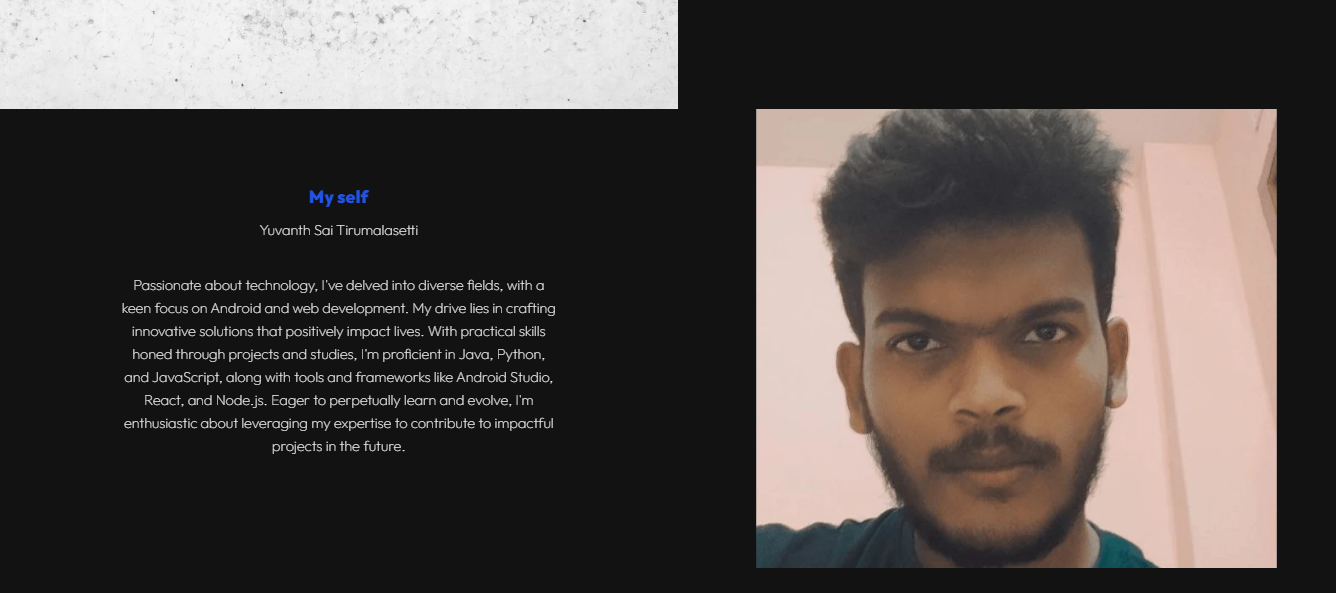 My self
Yuvanth Sai Tirumalasetti
Passionate about technology, I've delved into diverse fields, with a
keen focus on Android and web development. My drive lies in crafting
innovative solutions that positively impact lives. With practical skills
honed through projects and studies, I'm proficient in Java, Python,
and JavaScript, along with tools and frameworks like Android Studio,
React, and Node.js. Eager to perpetually learn and evolve, I'm
enthusiastic about leveraging my expertise to contribute to impactful
projects in the future.